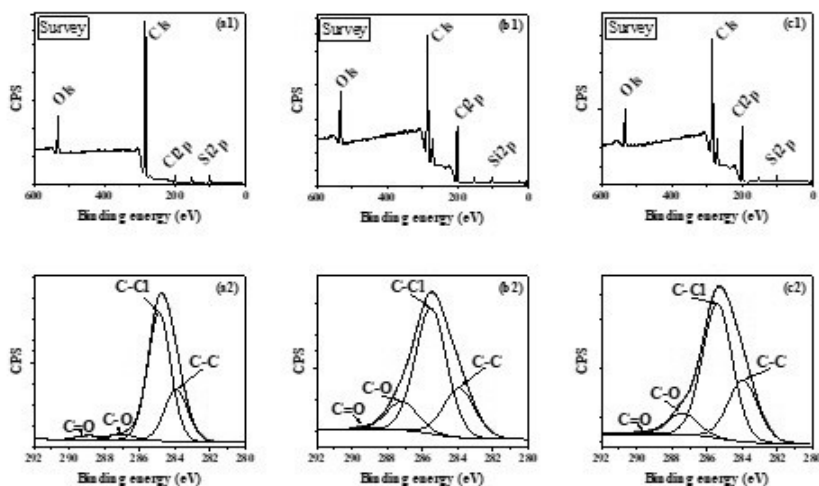 Survey
(a1)
C1s
O1s
Cl2p
Si2p
CPS
600 400 200 0
Binding energy (eV)
Survey
(b1)
C1s
O1s
Cl2p
Si2p
CPS
600 400 200 0
Binding energy (eV)
Survey
(c1)
C1s
O1s
Cl2p
Si2p
CPS
600 400 200 0
Binding energy (eV)
(a2)
C-Cl
C-C
C-O
C=O
CPS
292 290 288 286 284 282 280
Binding energy (eV)
(b2)
C-Cl
C-C
C-O
C=O
CPS
292 290 288 286 284 282 280
Binding energy (eV)
(c2)
C-Cl
C-C
C-O
C=O
CPS
292 290 288 286 284 282 280
Binding energy (eV)